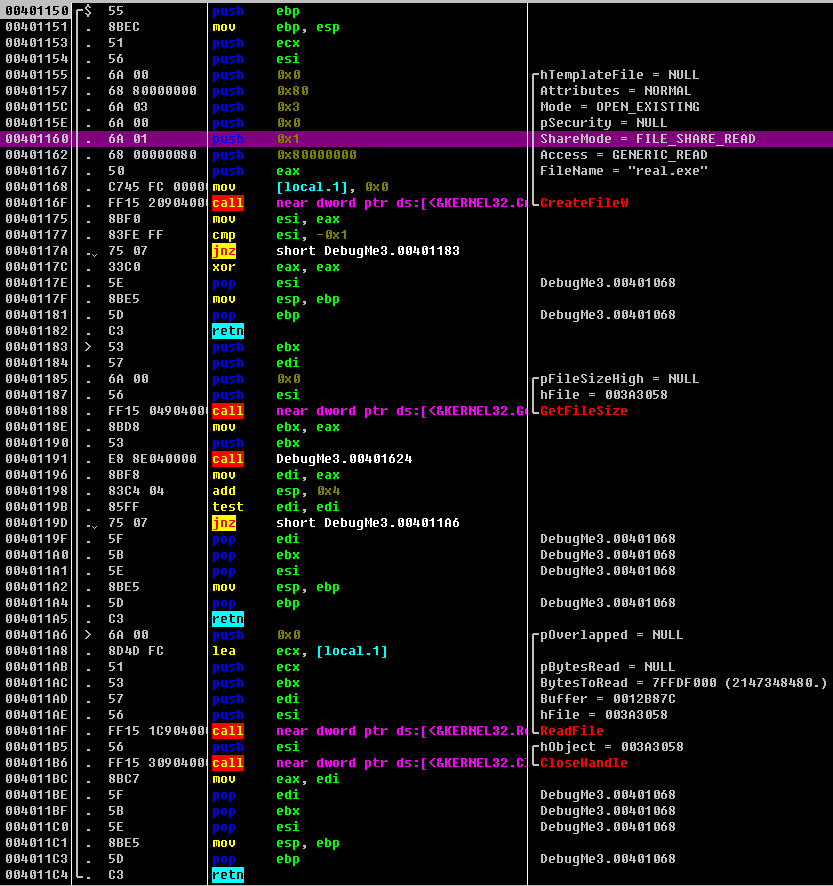 00401150 $ 55 push ebp
00401151 . 8BEC mov ebp, esp
00401153 . 51 push ecx
00401154 . 56 push esi
00401155 . 6A 00 push 0x0 hTemplateFile = NULL
00401157 . 68 80000000 push 0x80 Attributes = NORMAL
0040115C . 6A 03 push 0x3 Mode = OPEN_EXISTING
0040115E . 6A 00 push 0x0 pSecurity = NULL
00401160 . 6A 01 push 0x1 ShareMode = FILE_SHARE_READ
00401162 . 68 00000080 push 0x80000000 Access = GENERIC_READ
00401167 . 50 push eax FileName = "real.exe"
00401168 . C745 FC 0000 mov [local.1], 0x0
0040116F . FF15 20904000 call near dword ptr ds:[<&KERNEL32.Cr CreateFileW
00401175 . 8BF0 mov esi, eax
00401177 . 83FE FF cmp esi, -0x1
0040117A . 75 07 jnz short DebugMe3.00401183
0040117C . 33C0 xor eax, eax
0040117E . 5E pop esi DebugMe3.00401068
0040117F . 8BE5 mov esp, ebp
00401181 . 5D pop ebp DebugMe3.00401068
00401182 . C3 retn
00401183 > 53 push ebx
00401184 . 57 push edi
00401185 . 6A 00 push 0x0 pFileSizeHigh = NULL
00401187 . 56 push esi hFile = 003A3058
00401188 . FF15 04904000 call near dword ptr ds:[<&KERNEL32.Ge GetFileSize
0040118E . 8BD8 mov ebx, eax
00401190 . 53 push ebx
00401191 . E8 8E040000 call DebugMe3.00401624
00401196 . 8BF8 mov edi, eax
00401198 . 83C4 04 add esp, 0x4
0040119B . 85FF test edi, edi
0040119D . 75 07 jnz short DebugMe3.004011A6
0040119F . 5F pop edi DebugMe3.00401068
004011A0 . 5B pop ebx DebugMe3.00401068
004011A1 . 5E pop esi DebugMe3.00401068
004011A2 . 8BE5 mov esp, ebp
004011A4 . 5D pop ebp DebugMe3.00401068
004011A5 . C3 retn
004011A6 > 6A 00 push 0x0 pOverlapped = NULL
004011A8 . 8D4D FC lea ecx, [local.1]
004011AB . 51 push ecx pBytesRead = NULL
004011AC . 53 push ebx BytesToRead = 7FFDF000 (2147348480.)
004011AD . 57 push edi Buffer = 0012B87C
004011AE . 56 push esi hFile = 003A3058
004011AF . FF15 1C904000 call near dword ptr ds:[<&KERNEL32.Re ReadFile
004011B5 . 56 push esi hObject = 003A3058
004011B6 . FF15 30904000 call near dword ptr ds:[<&KERNEL32.Cl CloseHandle
004011BC . 8BC7 mov eax, edi
004011BE . 5F pop edi DebugMe3.00401068
004011BF . 5B pop ebx DebugMe3.00401068
004011C0 . 5E pop esi DebugMe3.00401068
004011C1 . 8BE5 mov esp, ebp
004011C3 . 5D pop ebp DebugMe3.00401068
004011C4 . C3 retn